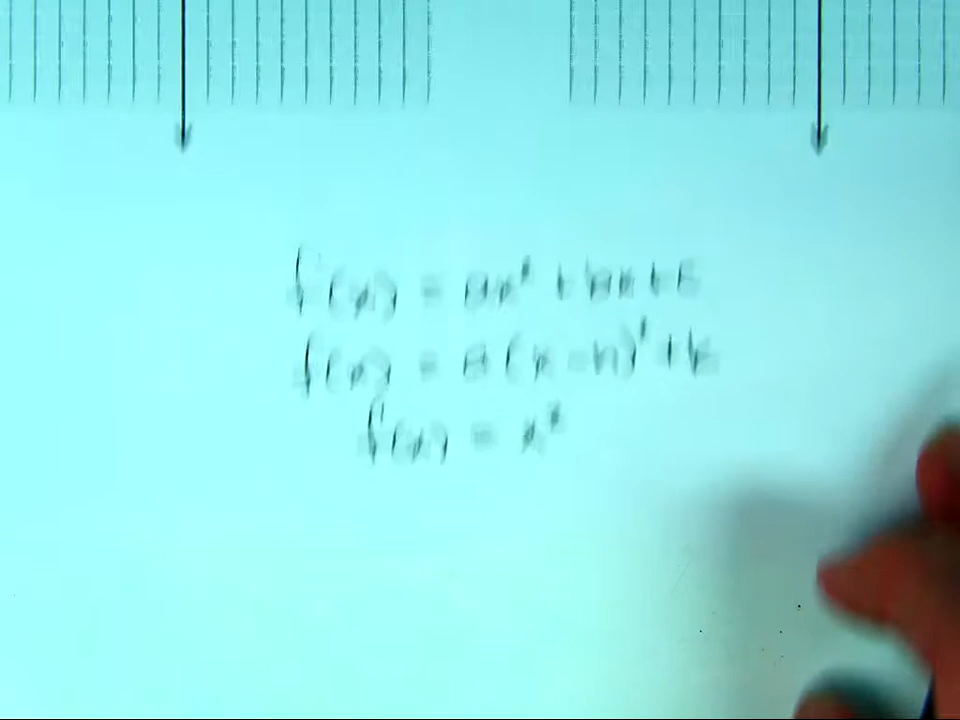 f(x) = ax² + bx + c
f(x) = a(x - h)² + k
f(x) = x²